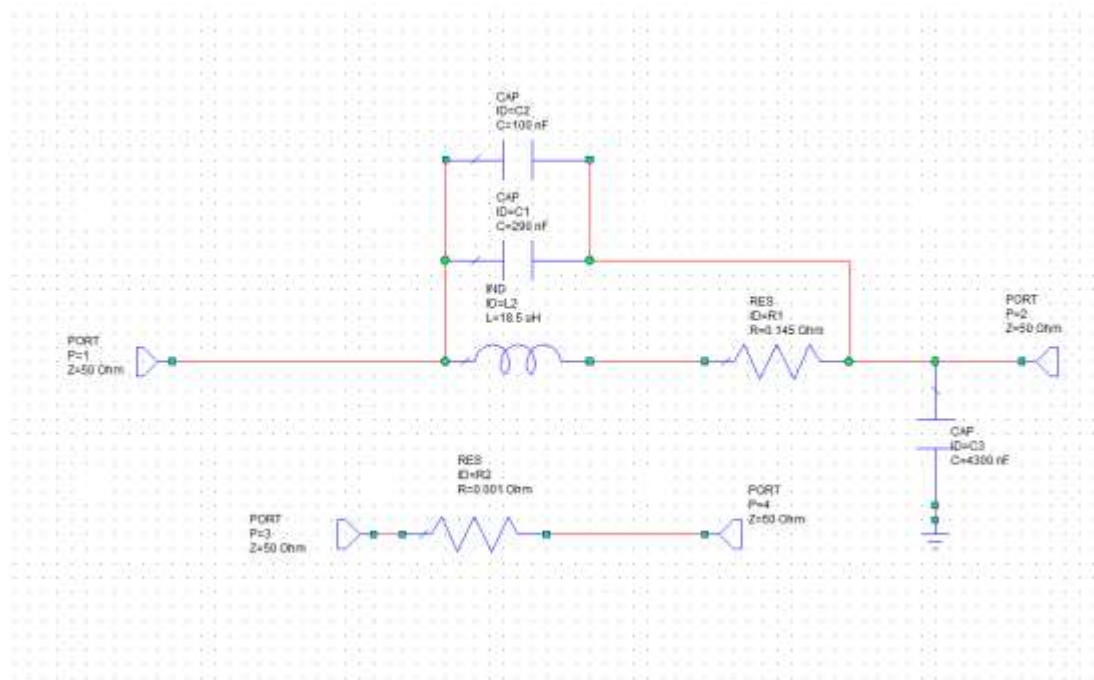 CAP
ID=C2
C=100 nF
CAP
ID=C1
C=290 nF
IND
ID=L2
L=18.5 uH
RES
ID=R1
R=0.145 Ohm
PORT
P=2
Z=50 Ohm
PORT
P=1
Z=50 Ohm
CAP
ID=C3
C=4300 nF
RES
ID=R2
R=0.001 Ohm
PORT
P=4
Z=50 Ohm
PORT
P=3
Z=50 Ohm